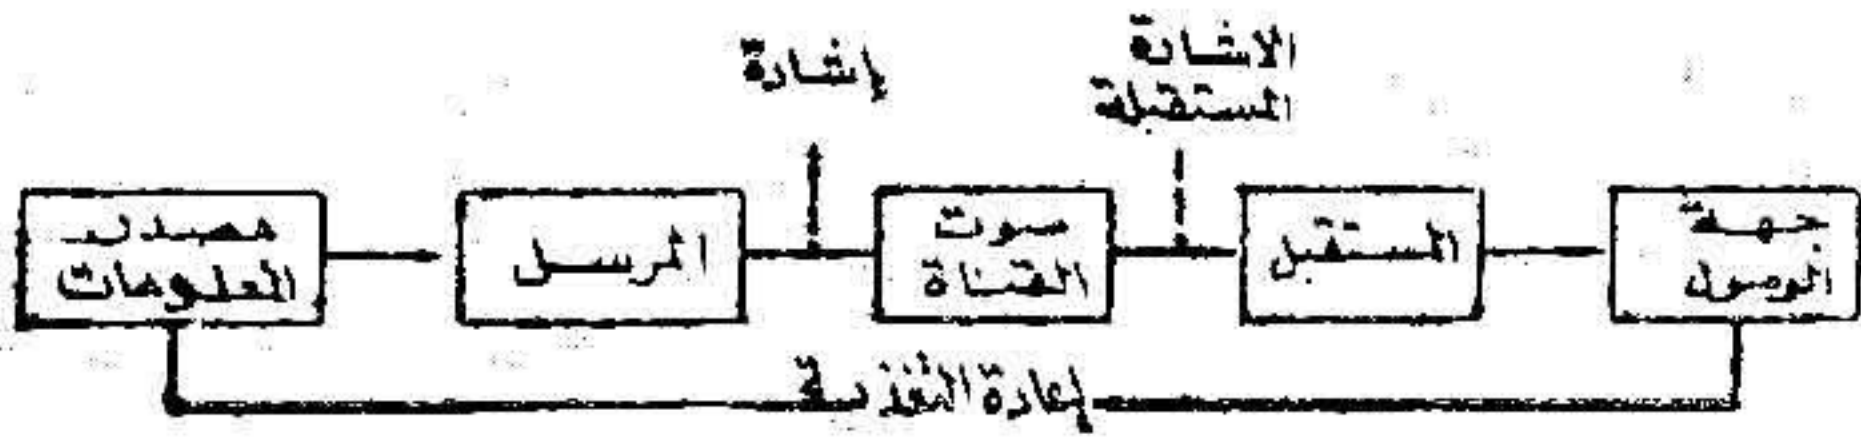 إشارة
الاشارة
المستقبلة
مصدر
المعلومات
المرسل
صوت
القناة
المستقبل
جهة
الوصول
إعادة التغذية